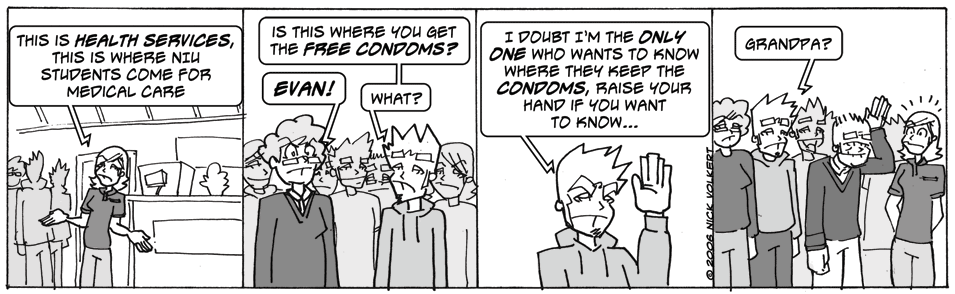 THIS IS HEALTH SERVICES,
THIS IS WHERE NIU
STUDENTS COME FOR
MEDICAL CARE
IS THIS WHERE YOU GET
THE FREE CONDOMS?
EVAN!
WHAT?
I DOUBT I'M THE ONLY
ONE WHO WANTS TO KNOW
WHERE THEY KEEP THE
CONDOMS, RAISE YOUR
HAND IF YOU WANT
TO KNOW...
GRANDPA?
© 2006 NICK VOLKERT